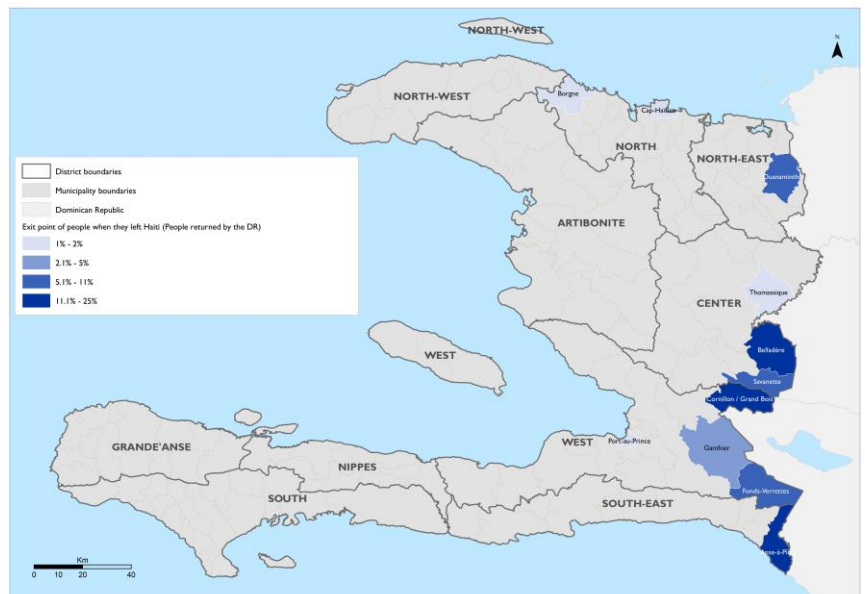 NORTH-WEST
N
NORTH-WEST
Borgne
Cap-Haïtien
NORTH
NORTH-EAST
Ouanaminthe
District boundaries
Municipality boundaries
Dominican Republic
Exit point of people when they left Haiti (People returned by the DR)
1% - 2%
2.1% - 5%
5.1% - 11%
11.1% - 25%
ARTIBONITE
Thomassique
CENTER
Belladère
WEST
Savanette
Cornillon / Grand Bois
GRANDE'ANSE
WEST
Port-au-Prince
Ganthier
NIPPES
SOUTH
Fonds-Verrettes
SOUTH-EAST
Anse-à-Pit
Km
0 10 20 40